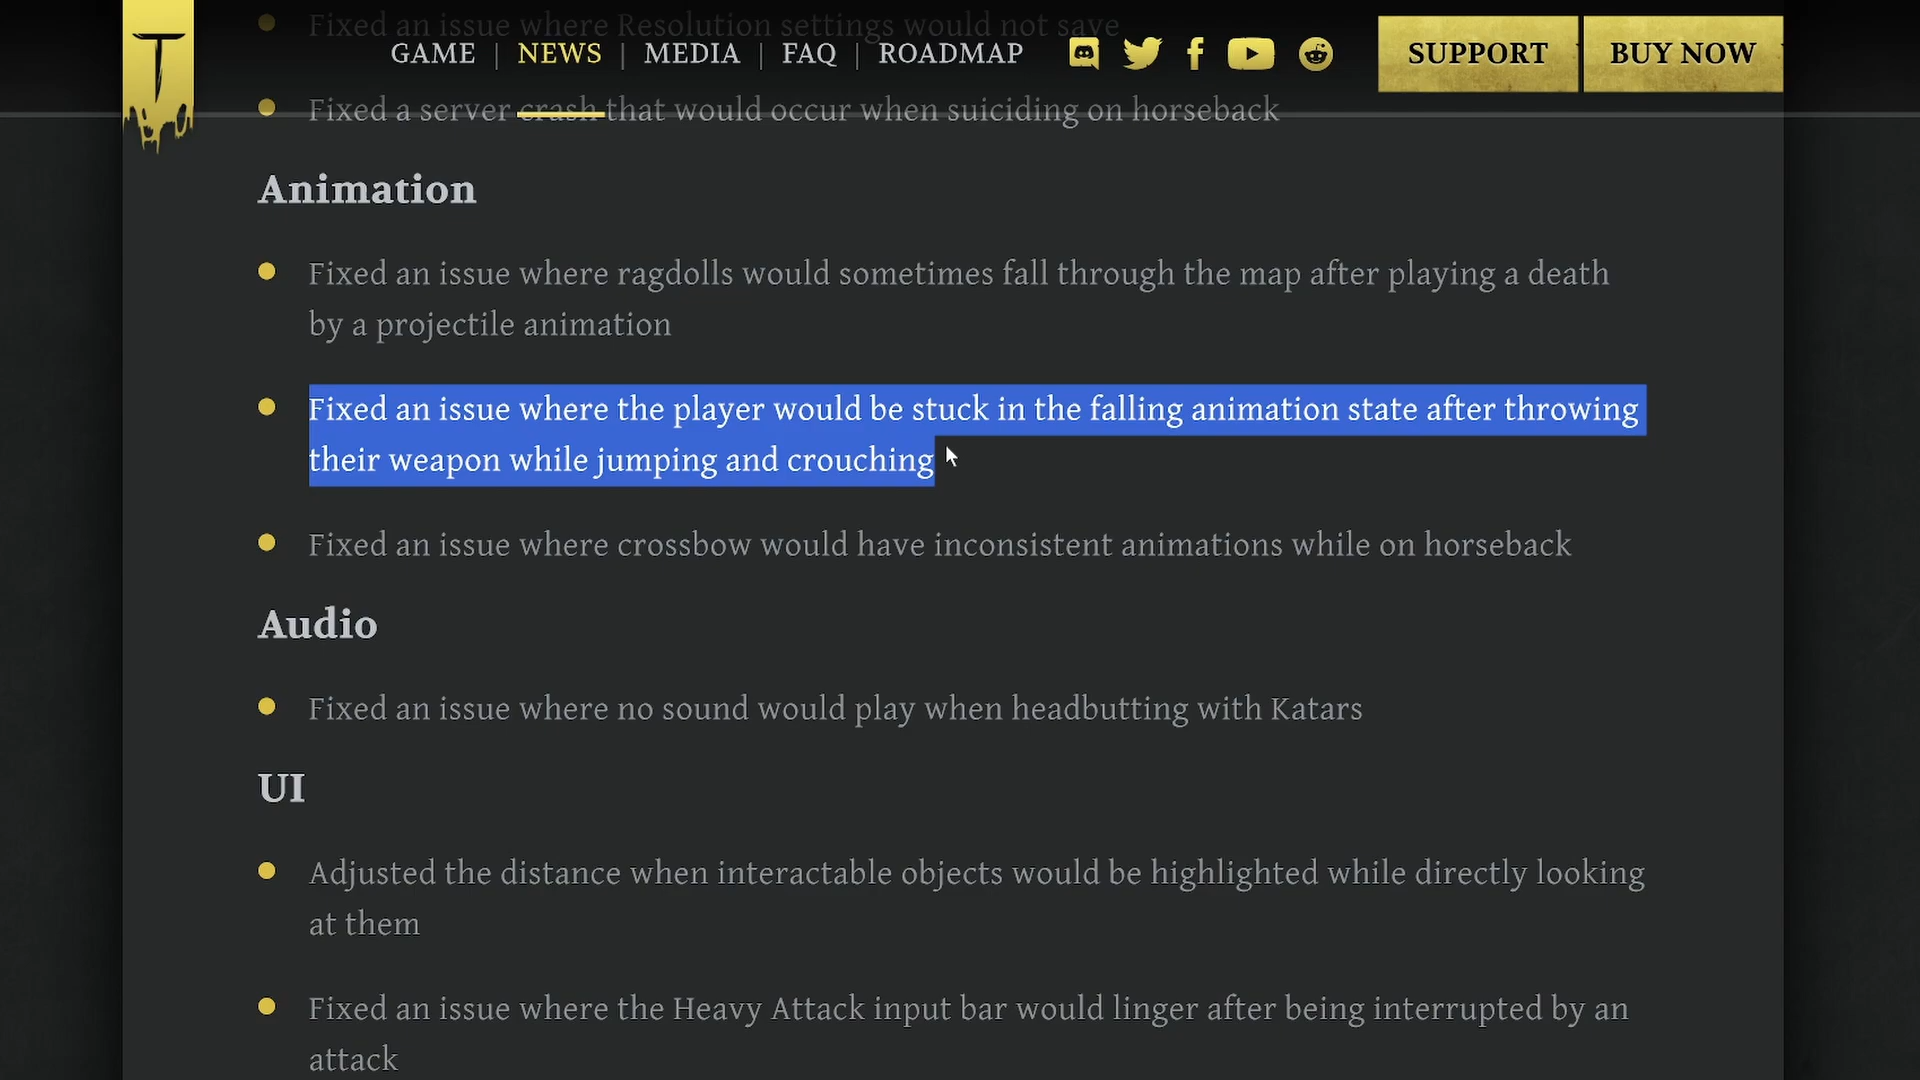 Fixed an issue where Resolution settings would not save
GAME | NEWS | MEDIA | FAQ | ROADMAP
SUPPORT
BUY NOW
Fixed a server crash that would occur when suiciding on horseback
Animation
Fixed an issue where ragdolls would sometimes fall through the map after playing a death
by a projectile animation
Fixed an issue where the player would be stuck in the falling animation state after throwing
their weapon while jumping and crouching
Fixed an issue where crossbow would have inconsistent animations while on horseback
Audio
Fixed an issue where no sound would play when headbutting with Katars
UI
Adjusted the distance when interactable objects would be highlighted while directly looking
at them
Fixed an issue where the Heavy Attack input bar would linger after being interrupted by an
attack